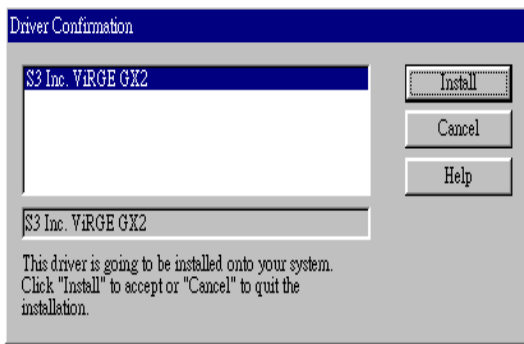 Driver Confirmation
S3 Inc. ViRGE GX2
Install
Cancel
Help
S3 Inc. ViRGE GX2
This driver is going to be installed onto your system.
Click "Install" to accept or "Cancel" to quit the
installation.